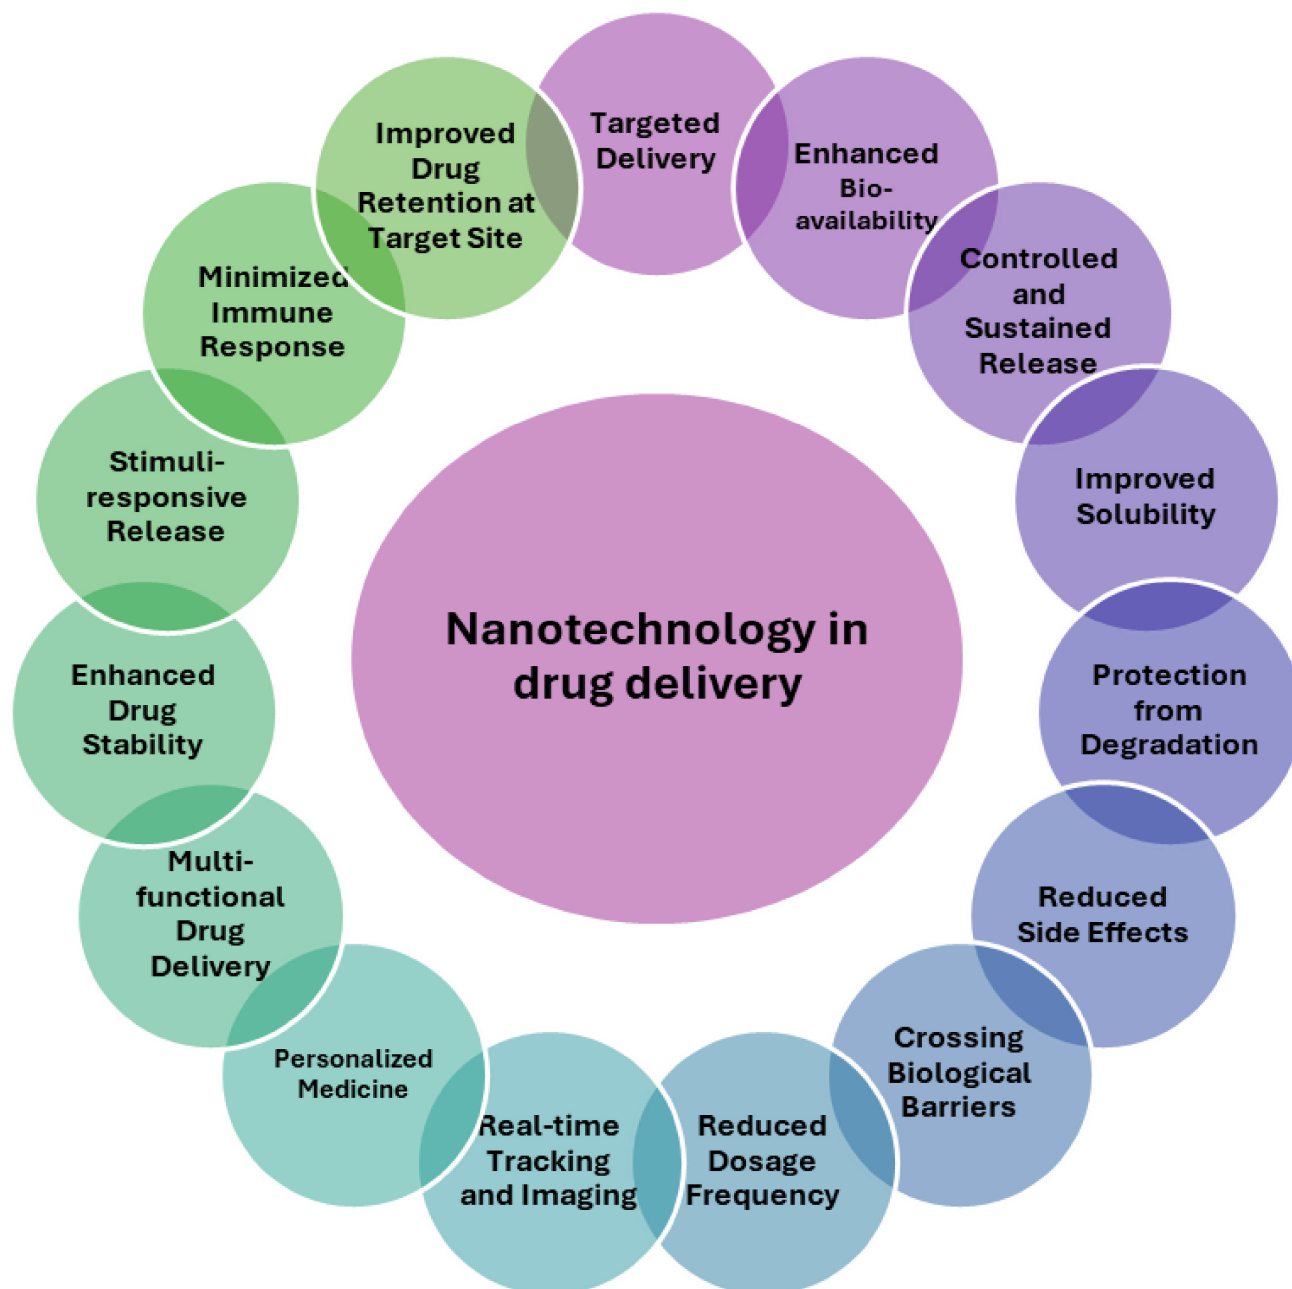 Targeted
Delivery
Enhanced
Bio-
availability
Controlled
and
Sustained
Release
Improved
Solubility
Protection
from
Degradation
Reduced
Side Effects
Crossing
Biological
Barriers
Reduced
Dosage
Frequency
Real-time
Tracking
and Imaging
Personalized
Medicine
Multi-
functional
Drug
Delivery
Enhanced
Drug
Stability
Stimuli-
responsive
Release
Minimized
Immune
Response
Improved
Drug
Retention at
Target Site
Nanotechnology in
drug delivery